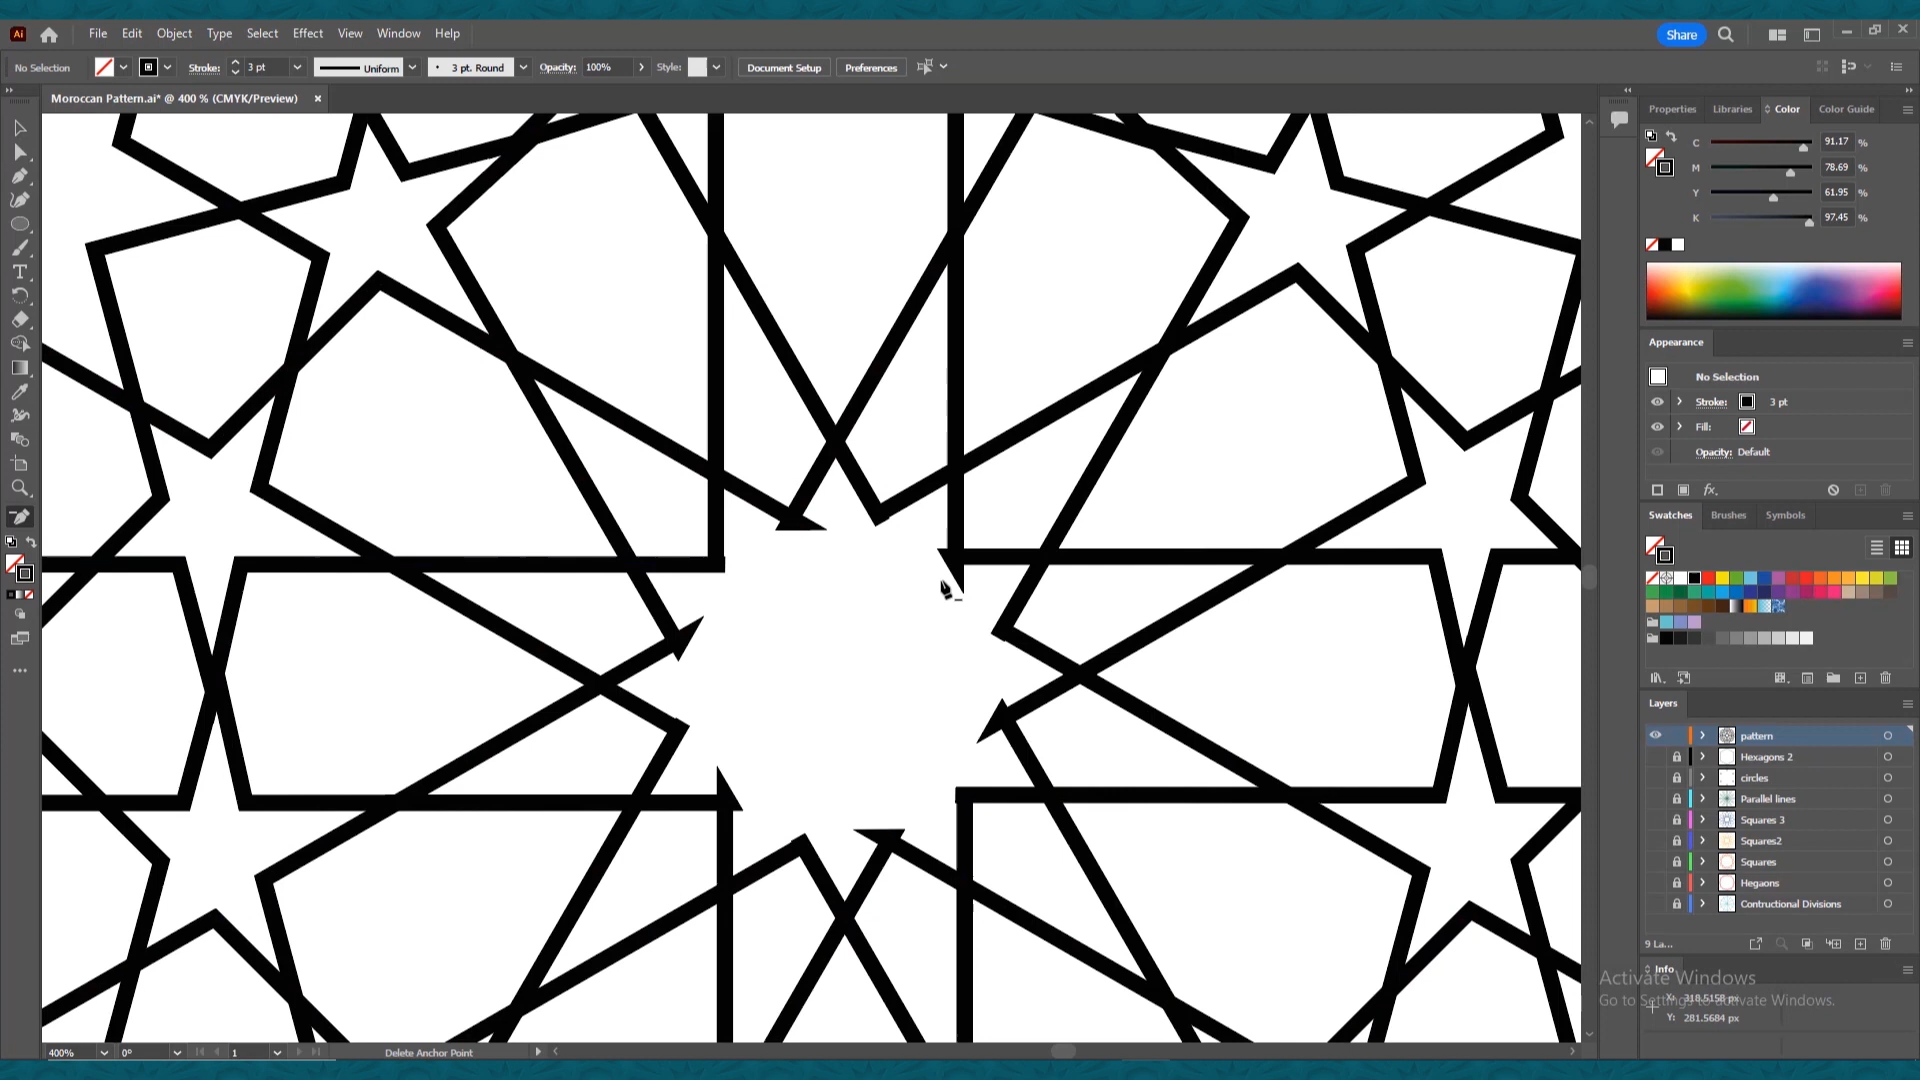 Ai File Edit Object Type Select Effect View Window Help Share
No Selection Stroke: 3 pt Uniform 3 pt. Round Opacity: 100% Style: Document Setup Preferences
Moroccan Pattern.ai* @ 400 % (CMYK/Preview)
Properties Libraries Color Color Guide
C 91.17 %
M 78.69 %
Y 61.95 %
K 97.45 %
Appearance
No Selection
Stroke: 3 pt
Fill:
Opacity: Default
fx
Swatches Brushes Symbols
Layers
pattern
Hexagons 2
circles
Parallel lines
Squares 3
Squares2
Squares
Hegaons
Contructional Divisions
9 La...
Info
Activate Windows
Go to Settings to activate Windows.
X: 318.5158 px
Y: 281.5684 px
400% 0° 1 Delete Anchor Point